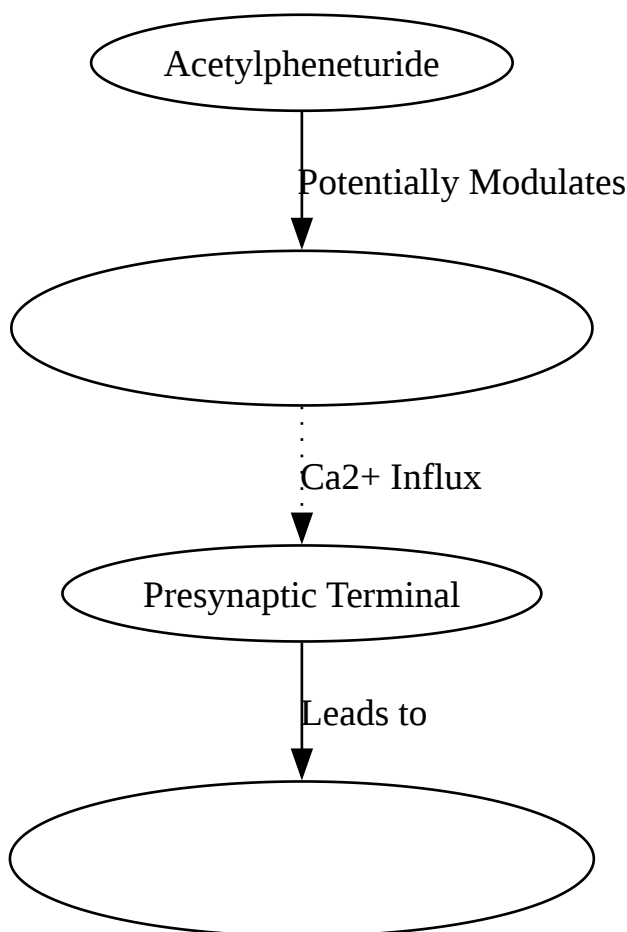 Acetylpheneturide
Potentially Modulates
Ca2+ Influx
Presynaptic Terminal
Leads to